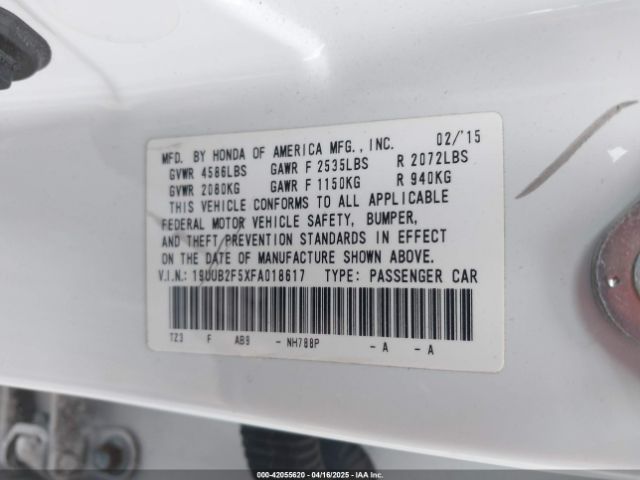 MFD. BY HONDA OF AMERICA MFG., INC. 02/'15
GVWR 4586LBS GAWR F 2535LBS R 2072LBS
GVWR 2080KG GAWR F 1150KG R 940KG
THIS VEHICLE CONFORMS TO ALL APPLICABLE
FEDERAL MOTOR VEHICLE SAFETY, BUMPER,
AND THEFT PREVENTION STANDARDS IN EFFECT
ON THE DATE OF MANUFACTURE SHOWN ABOVE.
V.I.N.: 19UUB2F5XFA018617 TYPE: PASSENGER CAR
TZ3 F AB9 - NH788P - A - A
000-42055620 - 04/16/2025 - IAA Inc.